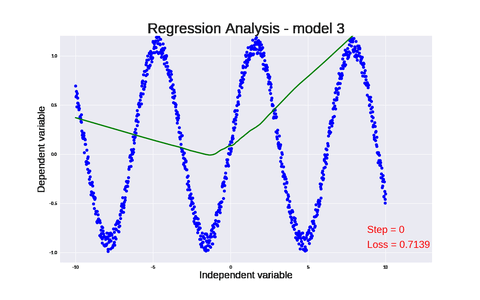 Regression Analysis - model 3
Dependent variable
1.0
0.5
0.0
-0.5
-1.0
Step = 0
Loss = 0.7139
-10 -5 0 5 10
Independent variable